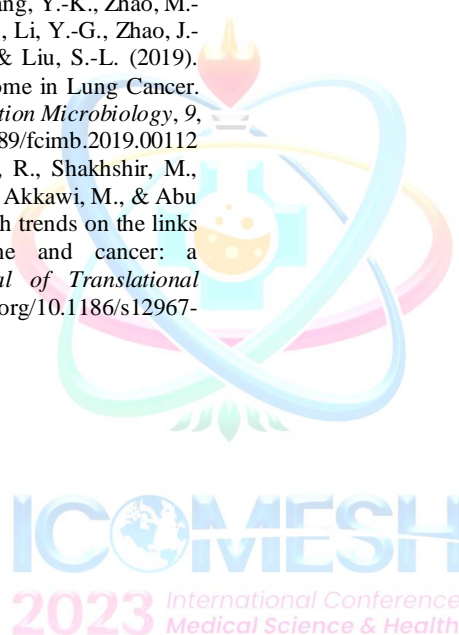 ang, Y.-K., Zhao, M.-
, Li, Y.-G., Zhao, J.-
& Liu, S.-L. (2019).
ome in Lung Cancer.
tion Microbiology, 9,
89/fcimb.2019.00112
, R., Shakhshir, M.,
Akkawi, M., & Abu
h trends on the links
ne and cancer: a
al of Translational
org/10.1186/s12967-
ICOMESH
2023 International Conference
Medical Science & Health